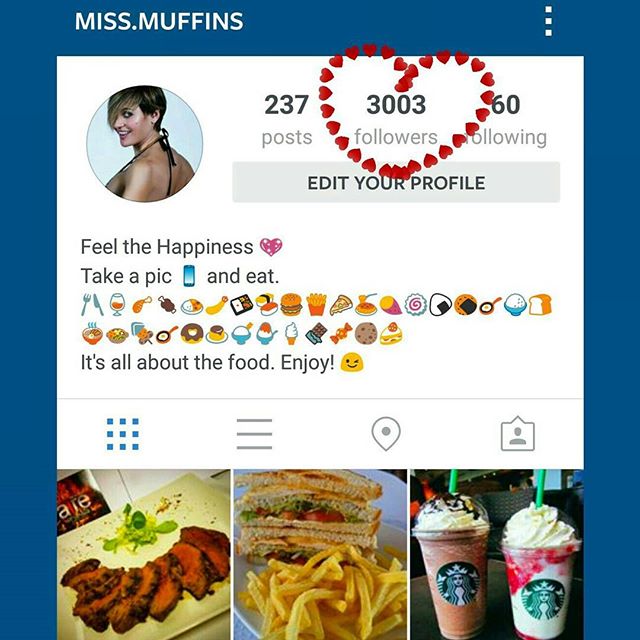 MISS.MUFFINS
237 3003 60
posts followers following
EDIT YOUR PROFILE
Feel the Happiness 💖
Take a pic 📱 and eat.
It's all about the food. Enjoy! 😉